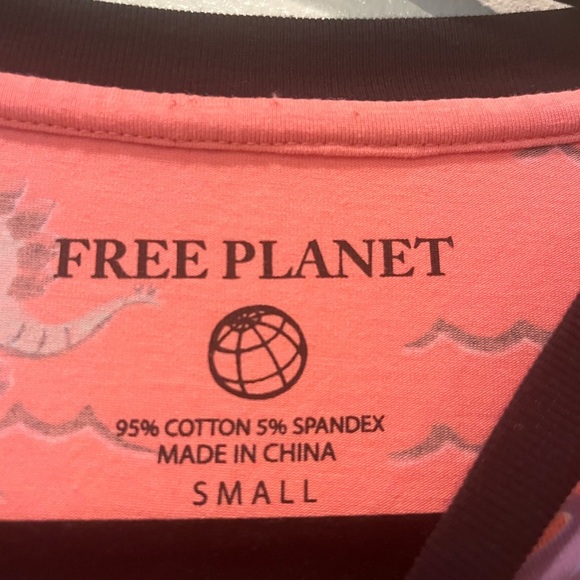 FREE PLANET
95% COTTON 5% SPANDEX
MADE IN CHINA
SMALL